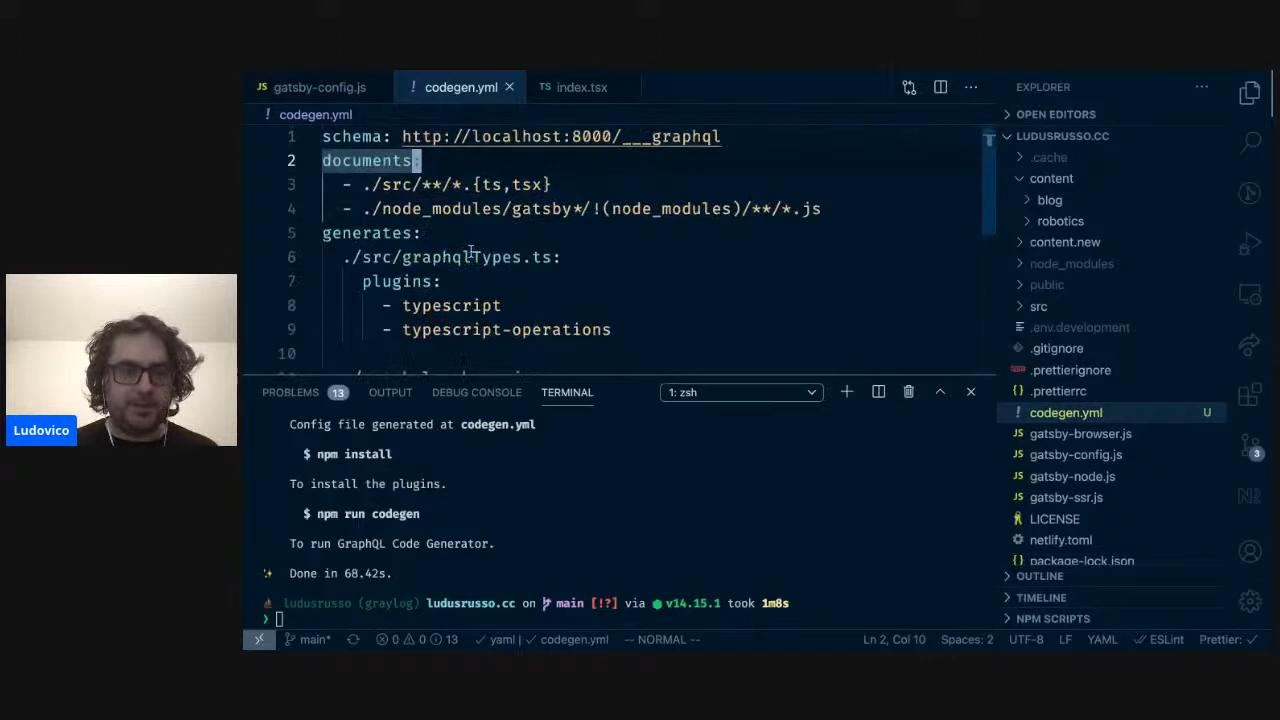 JS gatsby-config.js
! codegen.yml ×
TS index.tsx
! codegen.yml
1 schema: http://localhost:8000/___graphql
2 documents:
3 - ./src/**/*.{ts,tsx}
4 - ./node_modules/gatsby*/!(node_modules)/**/*.js
5 generates:
6 ./src/graphqlTypes.ts:
7 plugins:
8 - typescript
9 - typescript-operations
10
PROBLEMS 13 OUTPUT DEBUG CONSOLE TERMINAL 1: zsh
Config file generated at codegen.yml
$ npm install
To install the plugins.
$ npm run codegen
To run GraphQL Code Generator.
Done in 68.42s.
ludusrusso (graylog) ludusrusso.cc on main [!?] via v14.15.1 took 1m8s
❯
main* 0 0 13 yaml | codegen.yml -- NORMAL -- Ln 2, Col 10 Spaces: 2 UTF-8 LF YAML ESLint Prettier: ✓
EXPLORER
OPEN EDITORS
LUDUSRUSSO.CC
.cache
content
blog
robotics
content.new
node_modules
public
src
.env.development
.gitignore
.prettierignore
{} .prettierrc
! codegen.yml U
JS gatsby-browser.js
JS gatsby-config.js
JS gatsby-node.js
JS gatsby-ssr.js
LICENSE
netlify.toml
{} package-lock.json
OUTLINE
TIMELINE
NPM SCRIPTS
3
Ludovico